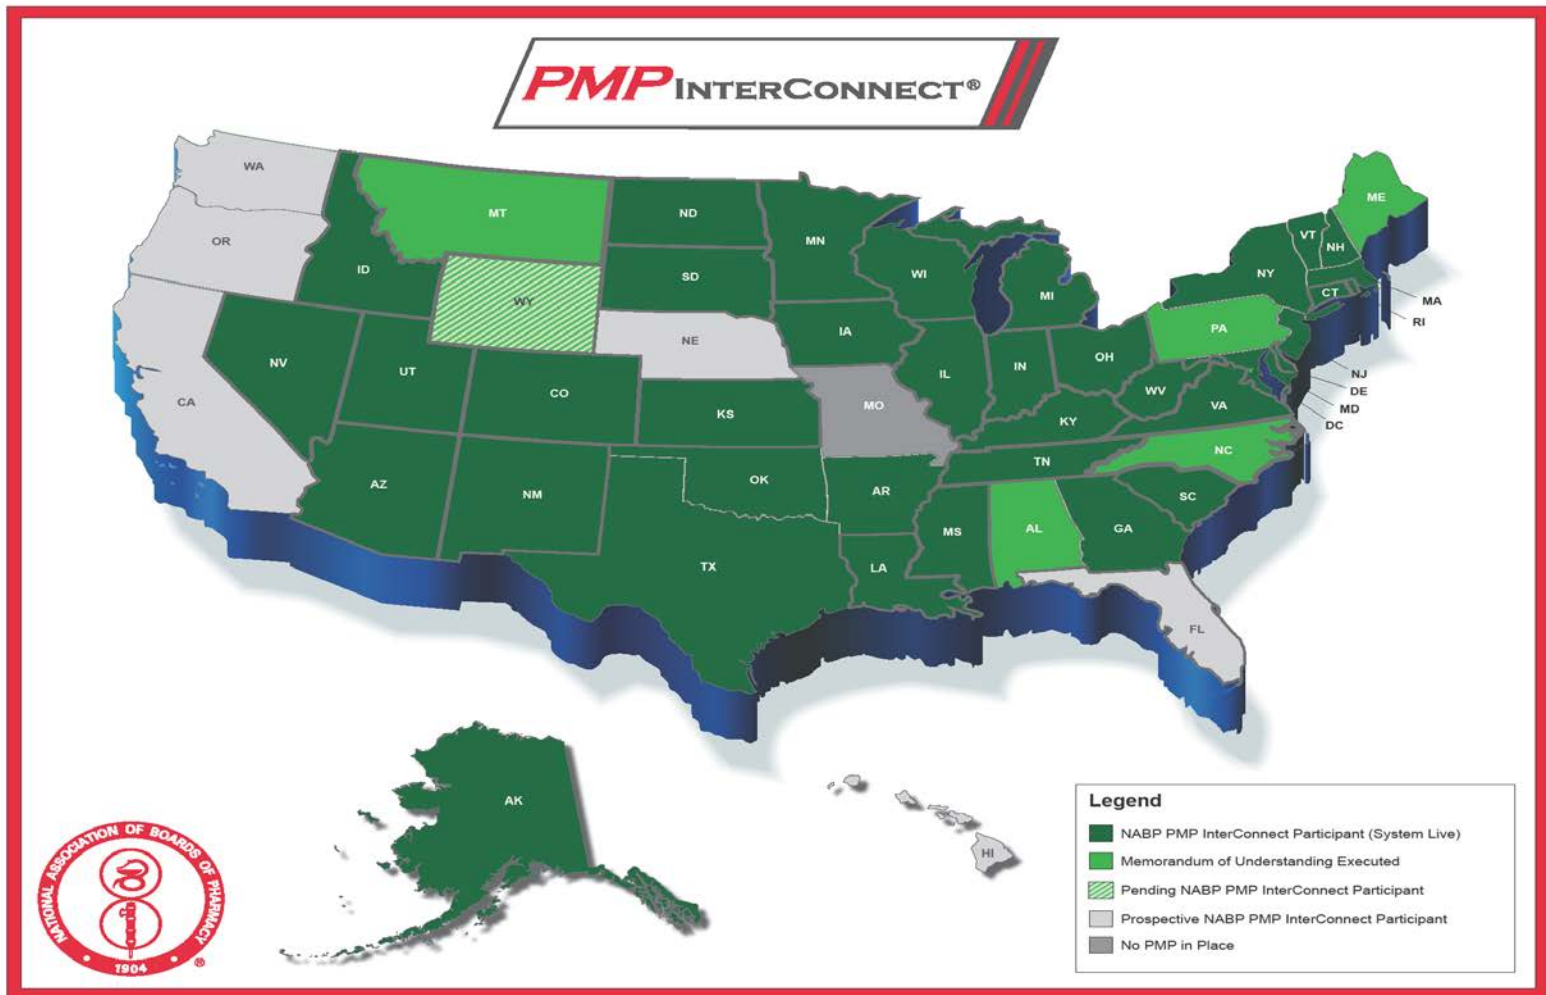 PMP INTERCONNECT®
WA
MT
ND
MN
ME
OR
ID
SD
WI
MI
VT
NH
NY
WY
MA
CT
RI
NE
IA
PA
NV
UT
CO
IL
IN
OH
NJ
DE
CA
KS
MO
WV
VA
MD
KY
DC
AZ
NM
OK
AR
TN
NC
SC
MS
AL
GA
TX
LA
FL
AK
HI
Legend
NABP PMP InterConnect Participant (System Live)
Memorandum of Understanding Executed
Pending NABP PMP InterConnect Participant
Prospective NABP PMP InterConnect Participant
No PMP in Place
NATIONAL ASSOCIATION OF BOARDS OF PHARMACY
• 1904 •
®